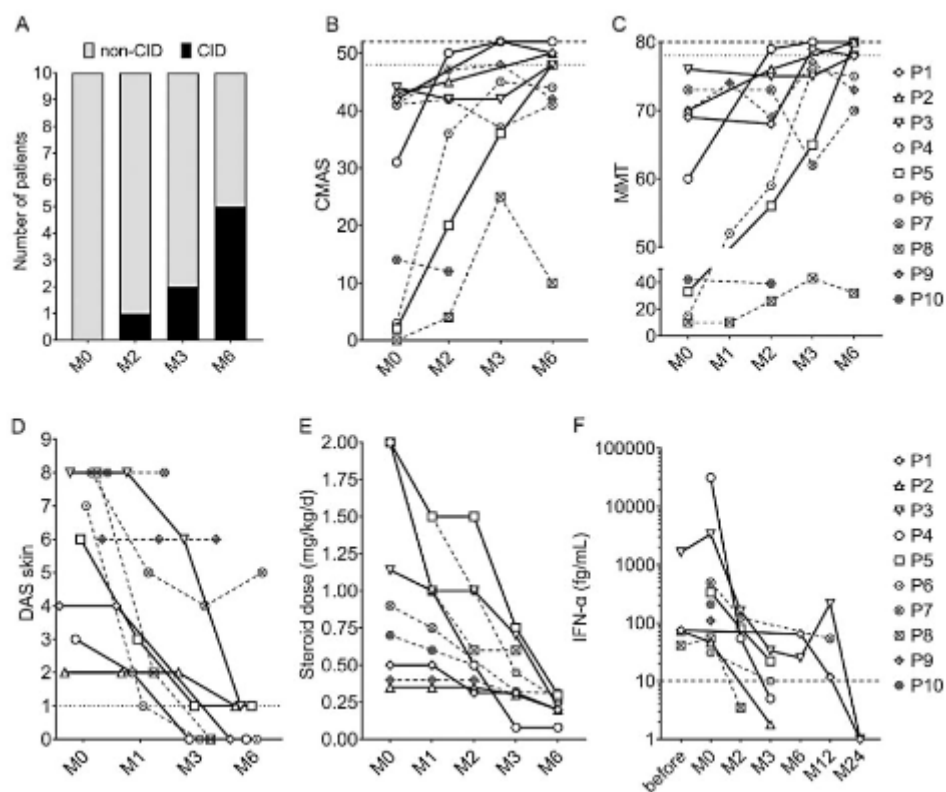 A
non-CID CID
Number of patients
10
9
8
7
6
5
4
3
2
1
0
M0 M2 M3 M6
B
CMAS
50
40
30
20
10
0
M0 M2 M3 M6
C
MMT
80
70
60
50
40
20
0
M0 M1 M2 M3 M6
P1
P2
P3
P4
P5
P6
P7
P8
P9
P10
D
DAS skin
9
8
7
6
5
4
3
2
1
0
M0 M1 M3 M6
E
Steroid dose (mg/kg/d)
2.00
1.75
1.50
1.25
1.00
0.75
0.50
0.25
0.00
M0 M1 M2 M3 M6
F
IFN-α (fg/mL)
100000
10000
1000
100
10
1
before M0 M2 M3 M6 M12 M24
P1
P2
P3
P4
P5
P6
P7
P8
P9
P10